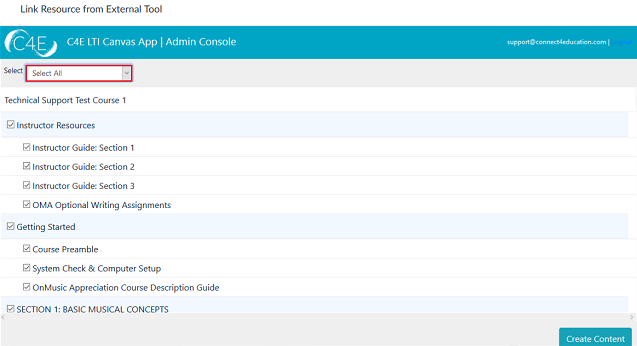 Link Resource from External Tool
C4E C4E LTI Canvas App | Admin Console support@connect4education.com |
Select Select All
Technical Support Test Course 1
Instructor Resources
Instructor Guide: Section 1
Instructor Guide: Section 2
Instructor Guide: Section 3
OMA Optional Writing Assignments
Getting Started
Course Preamble
System Check & Computer Setup
OnMusic Appreciation Course Description Guide
SECTION 1: BASIC MUSICAL CONCEPTS
Create Content